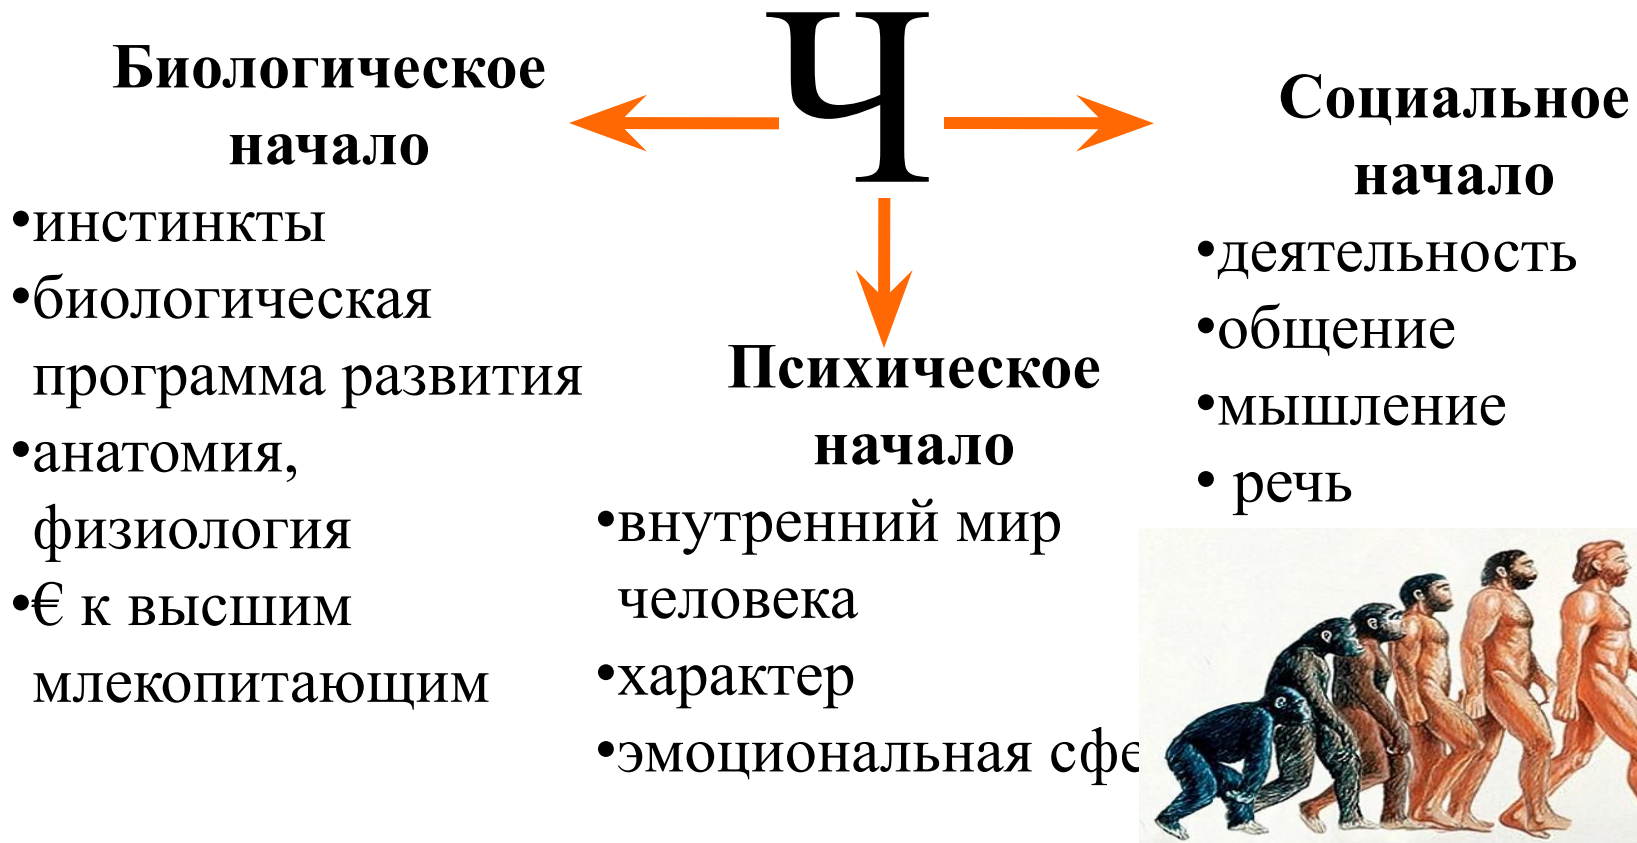 Ч
Биологическое
начало
•инстинкты
•биологическая
программа развития
•анатомия,
физиология
•€ к высшим
млекопитающим
Психическое
начало
•внутренний мир
человека
•характер
•эмоциональная сфе
Социальное
начало
•деятельность
•общение
•мышление
• речь